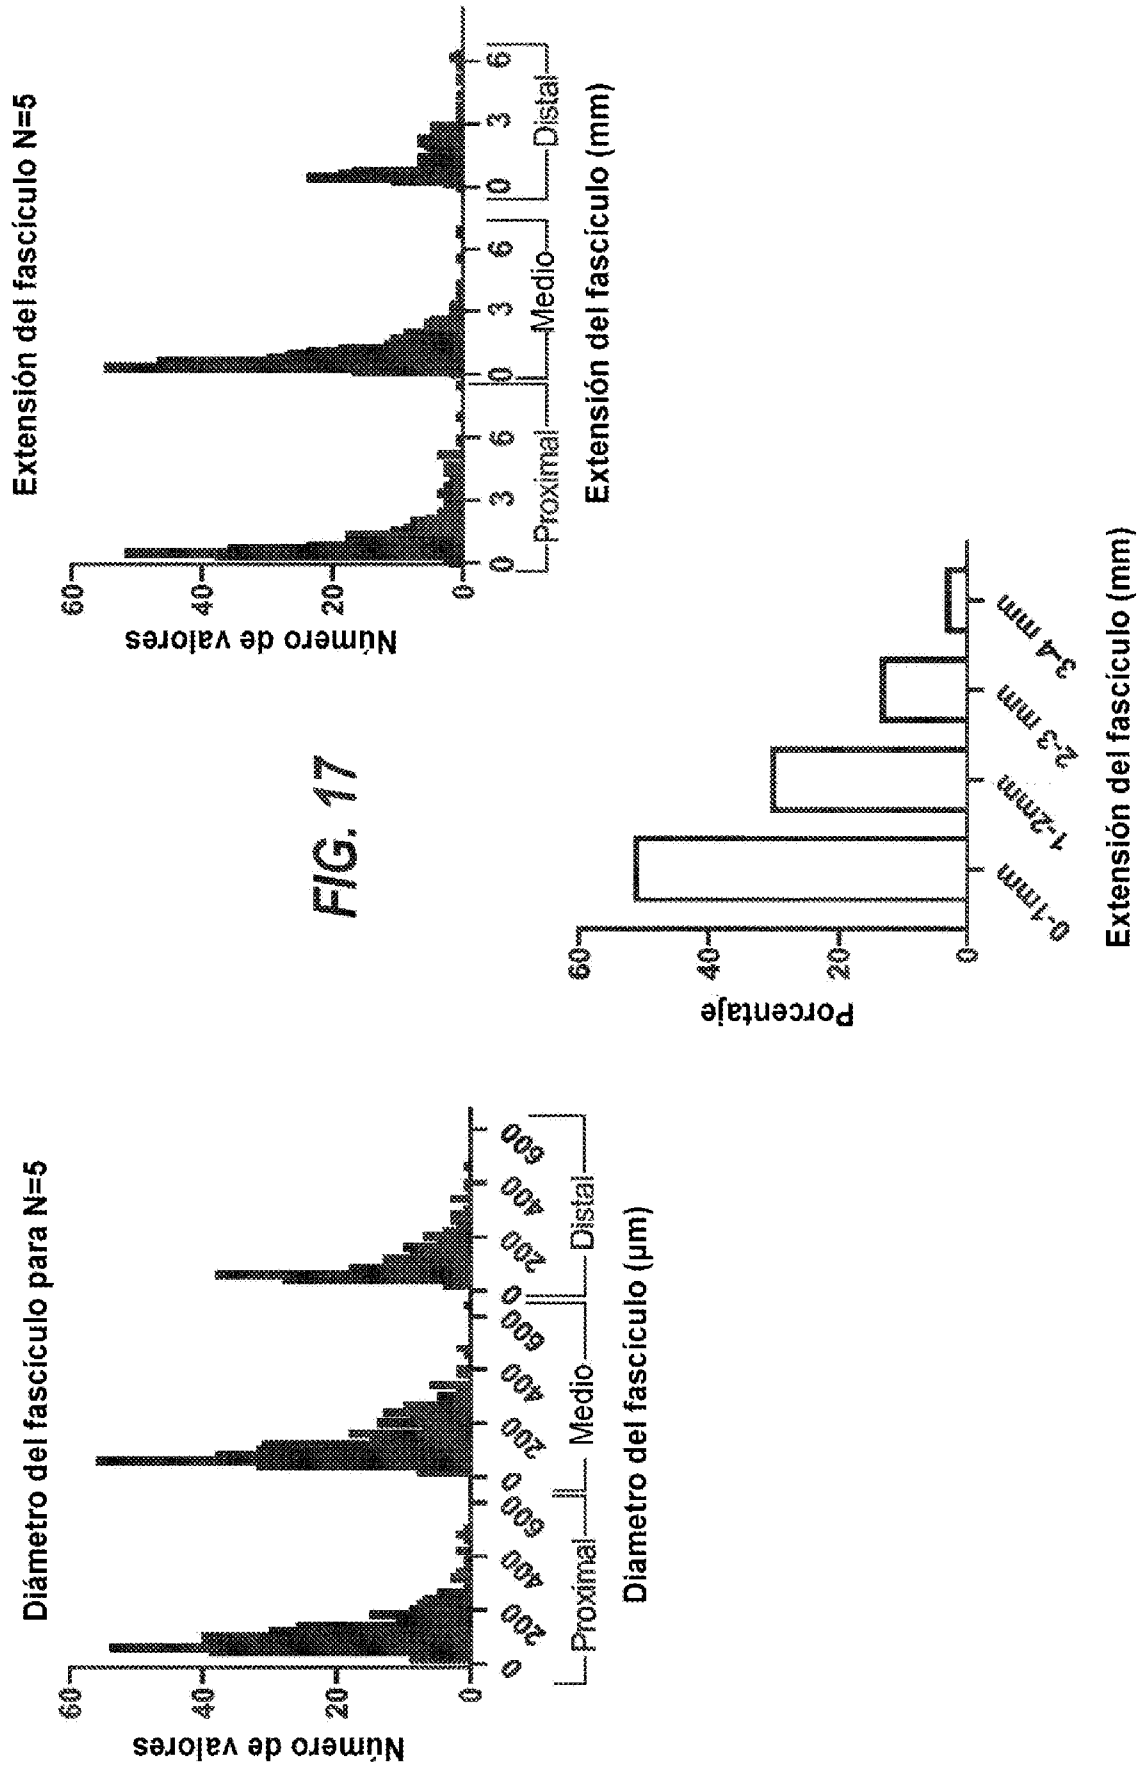 Diámetro del fascículo para N=5
Número de valores
60
40
20
0
0 200 400 600 0 200 400 600 0 200 400 600
Proximal Medio Distal
Diametro del fascículo (µm)
FIG. 17
Extensión del fascículo N=5
Número de valores
60
40
20
0
0 3 6 0 3 6 0 3 6
Proximal Medio Distal
Extensión del fascículo (mm)
Porcentaje
60
40
20
0
0-1mm 1-2mm 2-3 mm 3-4 mm
Extensión del fascículo (mm)